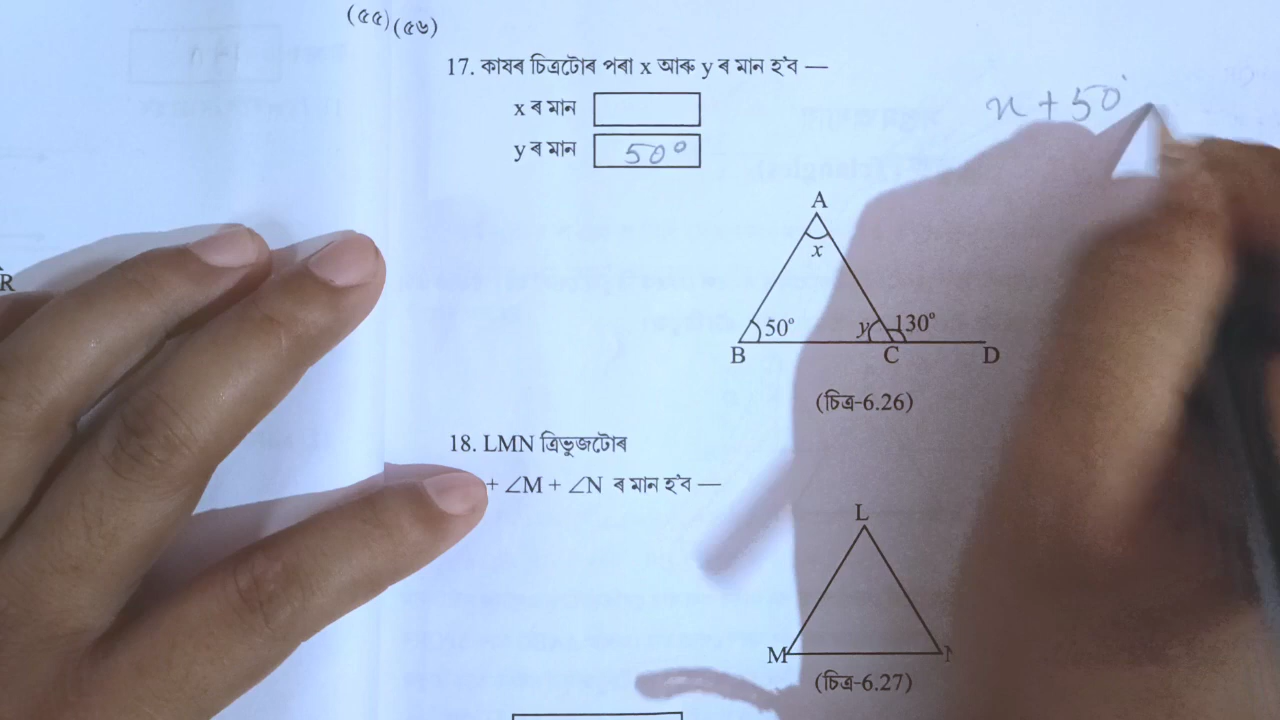 (৫৫) (৫৬)
17. কাষৰ চিত্ৰটোৰ পৰা x আৰু y ৰ মান হ'ব —
x ৰ মান
y ৰ মান 50°
x + 50°
A
x
50°
y
130°
B
C
D
(চিত্ৰ-6.26)
18. LMN ত্ৰিভুজটোৰ
+ ∠M + ∠N ৰ মান হ'ব —
L
M
(চিত্ৰ-6.27)
R